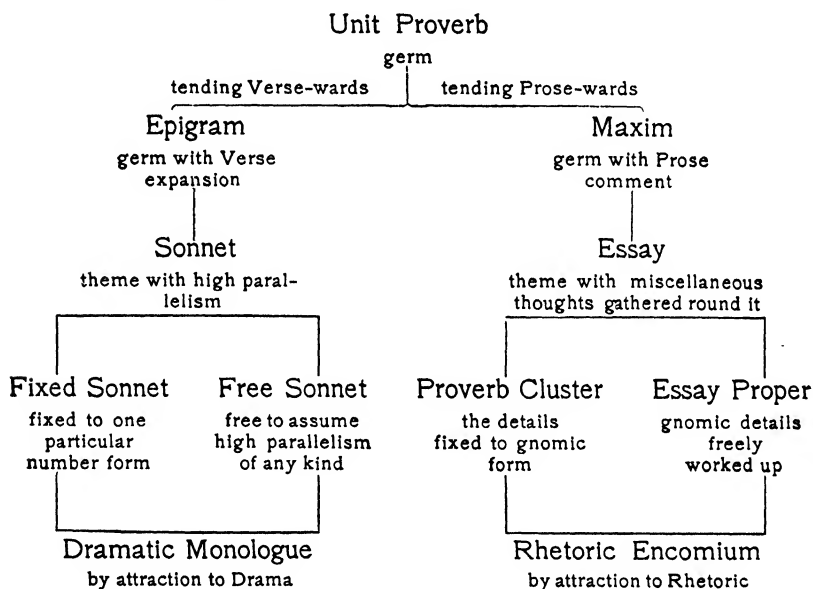 Unit Proverb
germ
tending Verse-wards tending Prose-wards
Epigram
germ with Verse
expansion
Maxim
germ with Prose
comment
Sonnet
theme with high paral-
lelism
Essay
theme with miscellaneous
thoughts gathered round it
Fixed Sonnet
fixed to one
particular
number form
Free Sonnet
free to assume
high parallelism
of any kind
Proverb Cluster
the details
fixed to gnomic
form
Essay Proper
gnomic details
freely
worked up
Dramatic Monologue
by attraction to Drama
Rhetoric Encomium
by attraction to Rhetoric